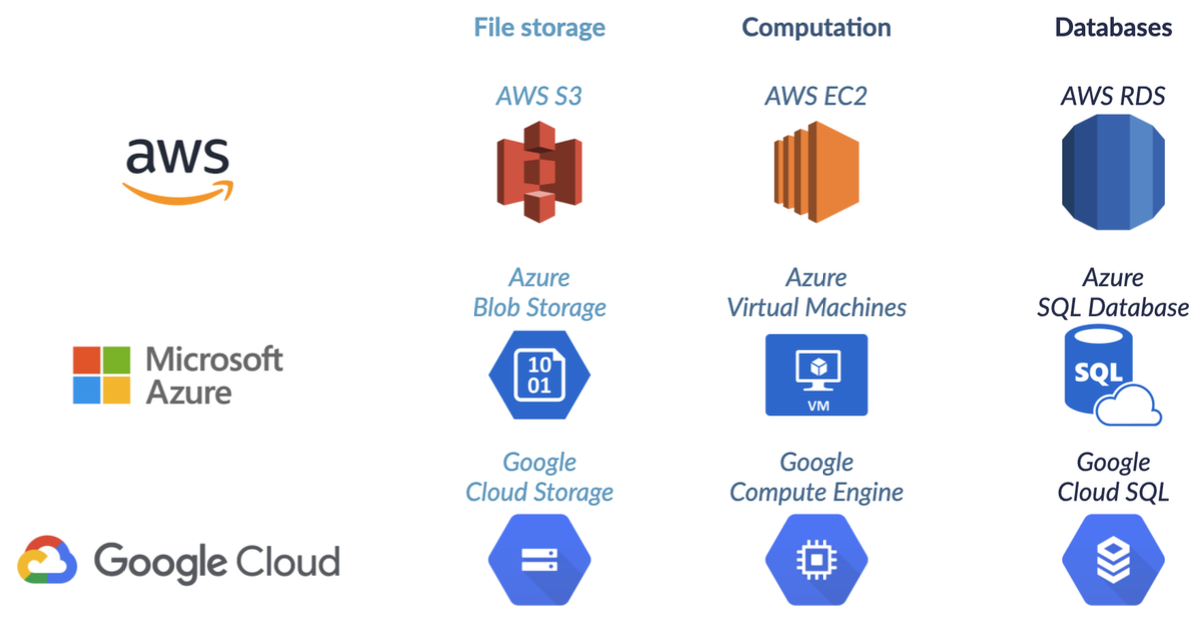 File storage
Computation
Databases
AWS S3
AWS EC2
AWS RDS
aws
Azure
Blob Storage
Azure
Virtual Machines
Azure
SQL Database
Microsoft
Azure
10
01
VM
SQL
Google
Cloud Storage
Google
Compute Engine
Google
Cloud SQL
Google Cloud